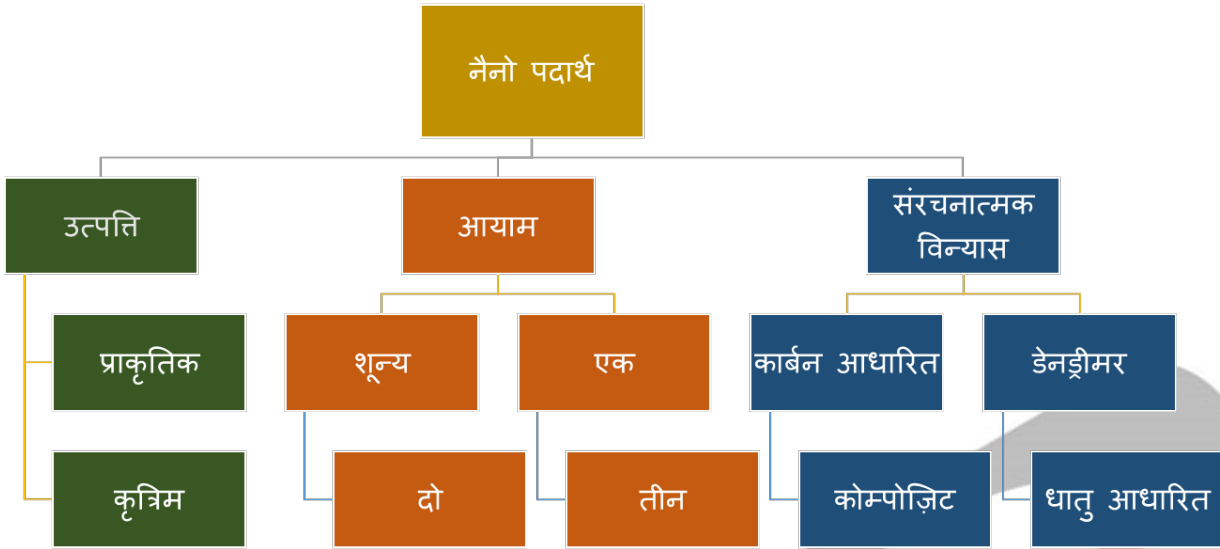 नैनो पदार्थ
उत्पत्ति
आयाम
संरचनात्मक
विन्यास
प्राकृतिक
शून्य
एक
कार्बन आधारित
डेनड्रीमर
कृत्रिम
दो
तीन
कोम्पोज़िट
धातु आधारित